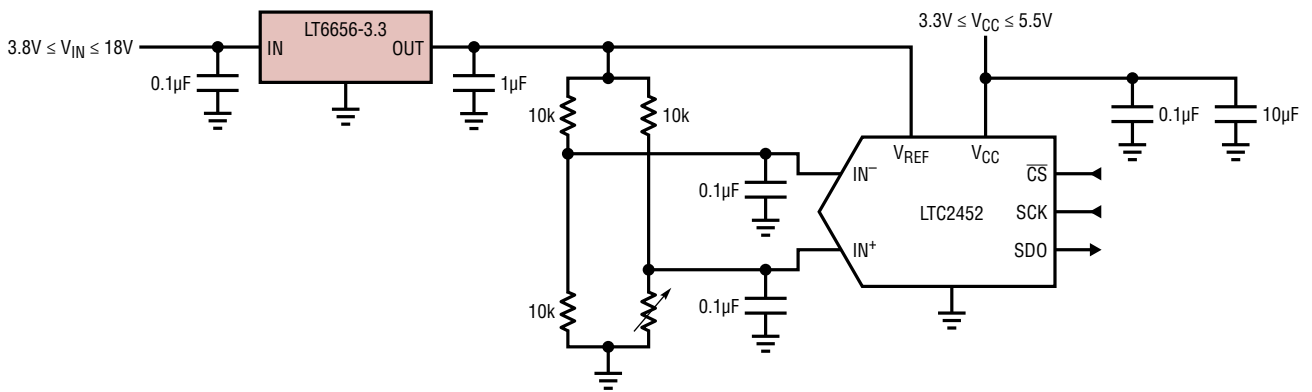 3.8V ≤ VIN ≤ 18V
LT6656-3.3
IN
OUT
0.1µF
1µF
10k
10k
10k
0.1µF
0.1µF
3.3V ≤ VCC ≤ 5.5V
0.1µF
10µF
VREF
VCC
IN–
IN+
LTC2452
CS
SCK
SDO